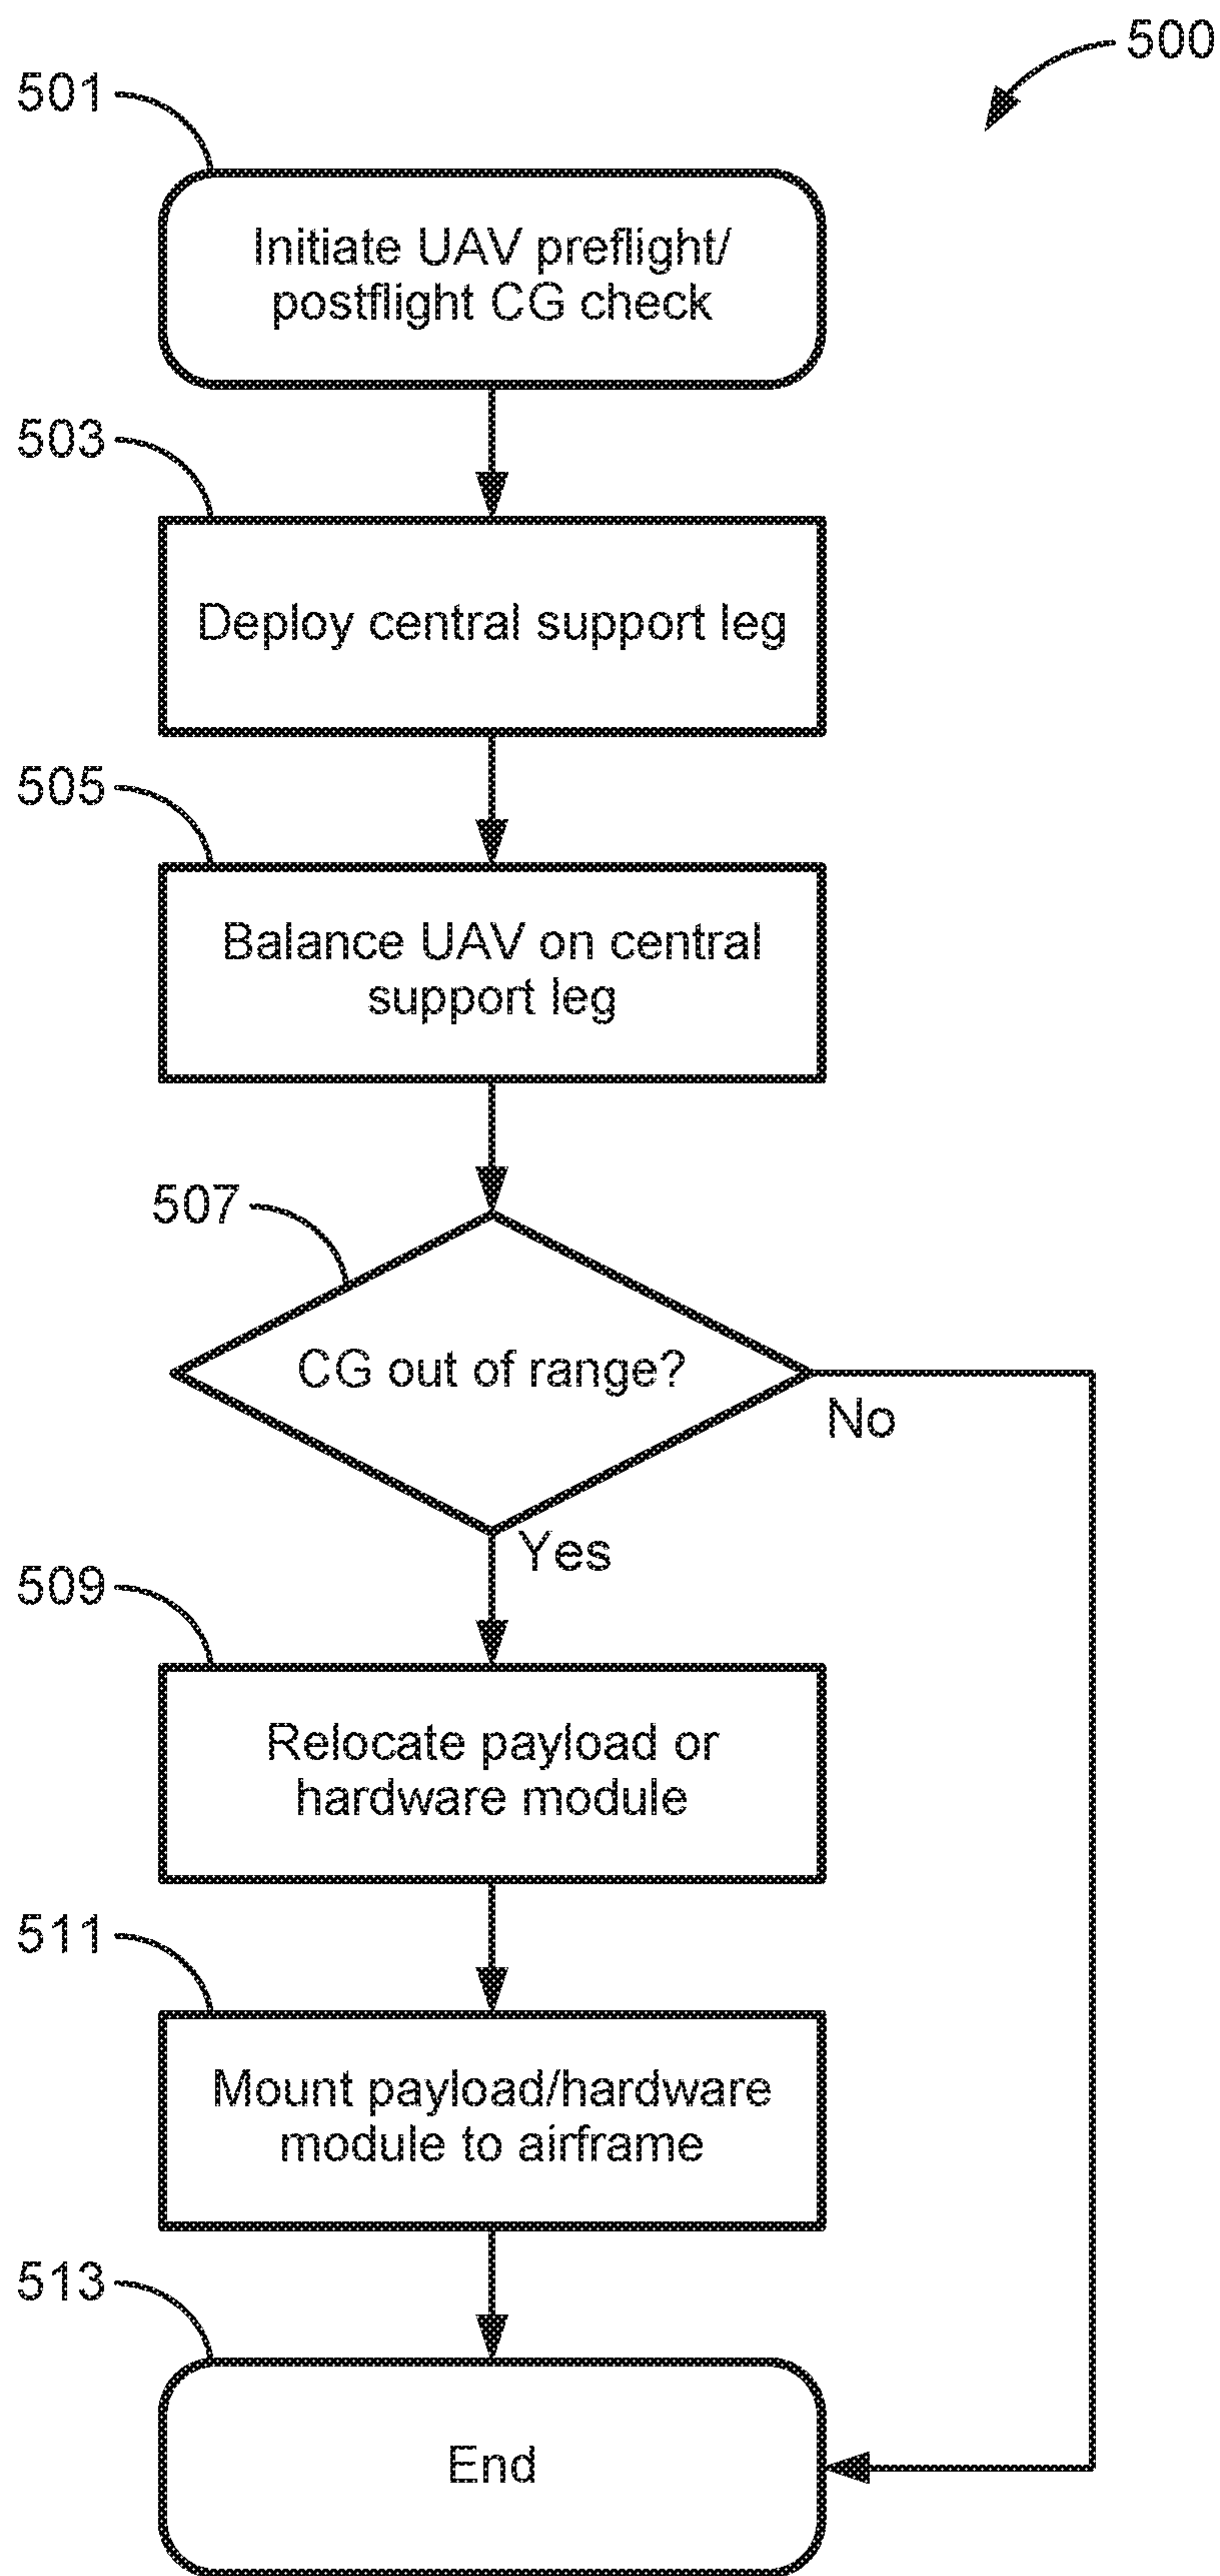 500
501
Initiate UAV preflight/
postflight CG check
503
Deploy central support leg
505
Balance UAV on central
support leg
507
CG out of range?
No
Yes
509
Relocate payload or
hardware module
511
Mount payload/hardware
module to airframe
513
End